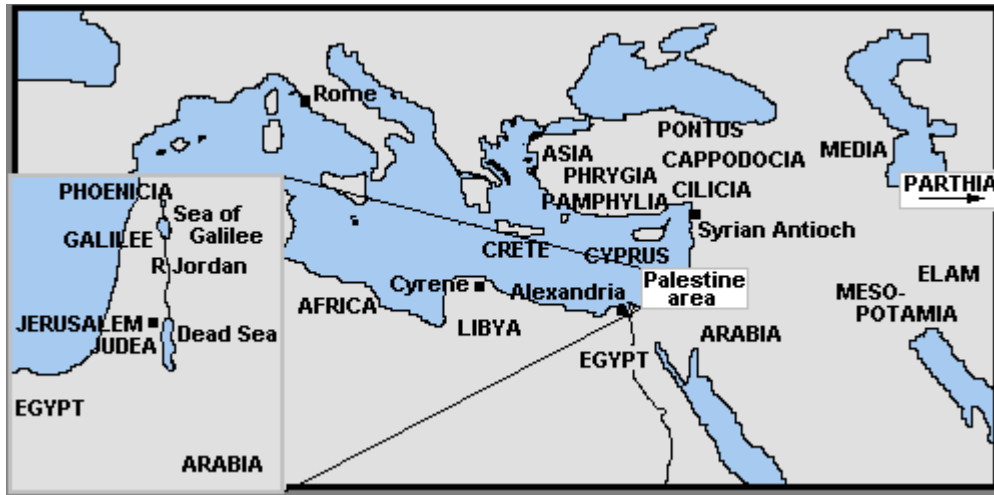 Rome
PONTUS
ASIA
CAPPODOCIA
MEDIA
PHRYGIA
PARTHIA
CILICIA
PAMPHYLIA
Syrian Antioch
CRETE
CYPRUS
Palestine
area
ELAM
Cyrene
Alexandria
MESO-
POTAMIA
AFRICA
LIBYA
ARABIA
EGYPT
PHOENICIA
Sea of
Galilee
GALILEE
R Jordan
JERUSALEM
Dead Sea
JUDEA
EGYPT
ARABIA